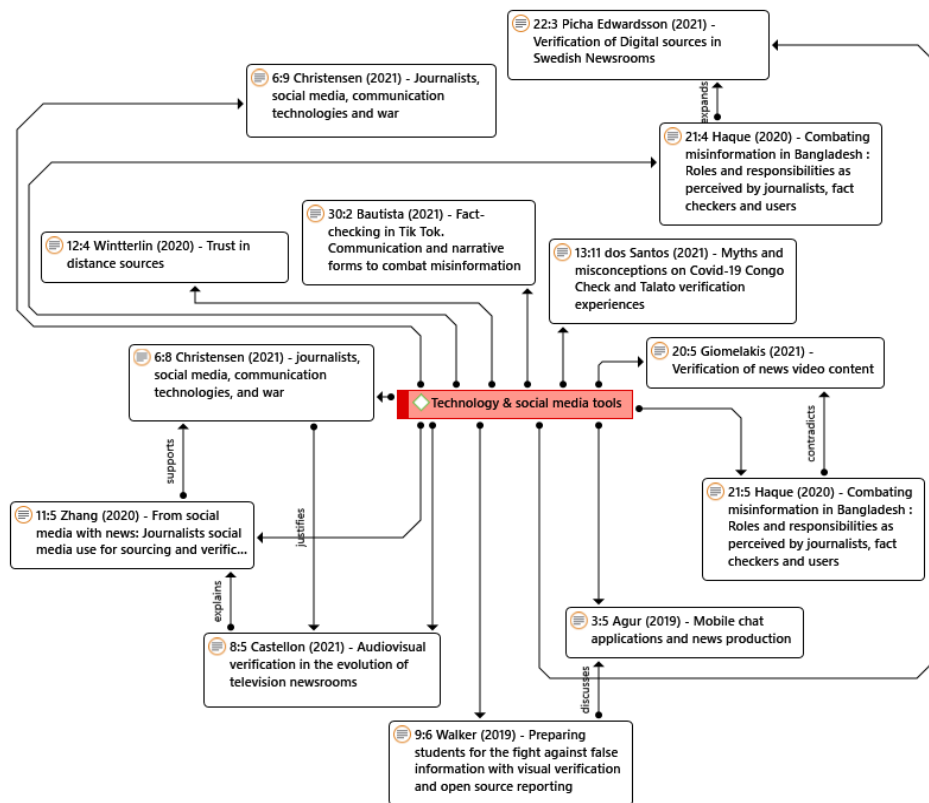 22:3 Picha Edwardsson (2021) -
Verification of Digital sources in
Swedish Newsrooms
6:9 Christensen (2021) - Journalists,
social media, communication
technologies and war
expands
21:4 Haque (2020) - Combating
misinformation in Bangladesh :
Roles and responsibilities as
perceived by journalists, fact
checkers and users
30:2 Bautista (2021) - Fact-
checking in Tik Tok.
Communication and narrative
forms to combat misinformation
12:4 Wintterlin (2020) - Trust in
distance sources
13:11 dos Santos (2021) - Myths
and misconceptions on Covid-19 Congo
Check and Talato verification
experiences
6:8 Christensen (2021) - journalists,
social media, communication
technologies, and war
20:5 Giomelakis (2021) -
Verification of news video content
Technology & social media tools
contradicts
supports
justifies
21:5 Haque (2020) - Combating
misinformation in Bangladesh :
Roles and responsibilities as
perceived by journalists, fact
checkers and users
11:5 Zhang (2020) - From social
media with news: Journalists social
media use for sourcing and verific...
explains
3:5 Agur (2019) - Mobile chat
applications and news production
8:5 Castellon (2021) - Audiovisual
verification in the evolution of
television newsrooms
discusses
9:6 Walker (2019) - Preparing
students for the fight against false
information with visual verification
and open source reporting